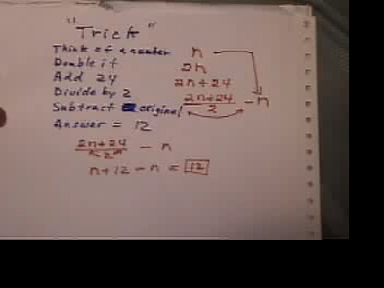 "Trick"
Think of a number n
Double it 2n
Add 24 2n+24
Divide by 2 2n+24
Subtract original 2 - n
Answer = 12
2n+24 - n
2
n+12 - n = 12